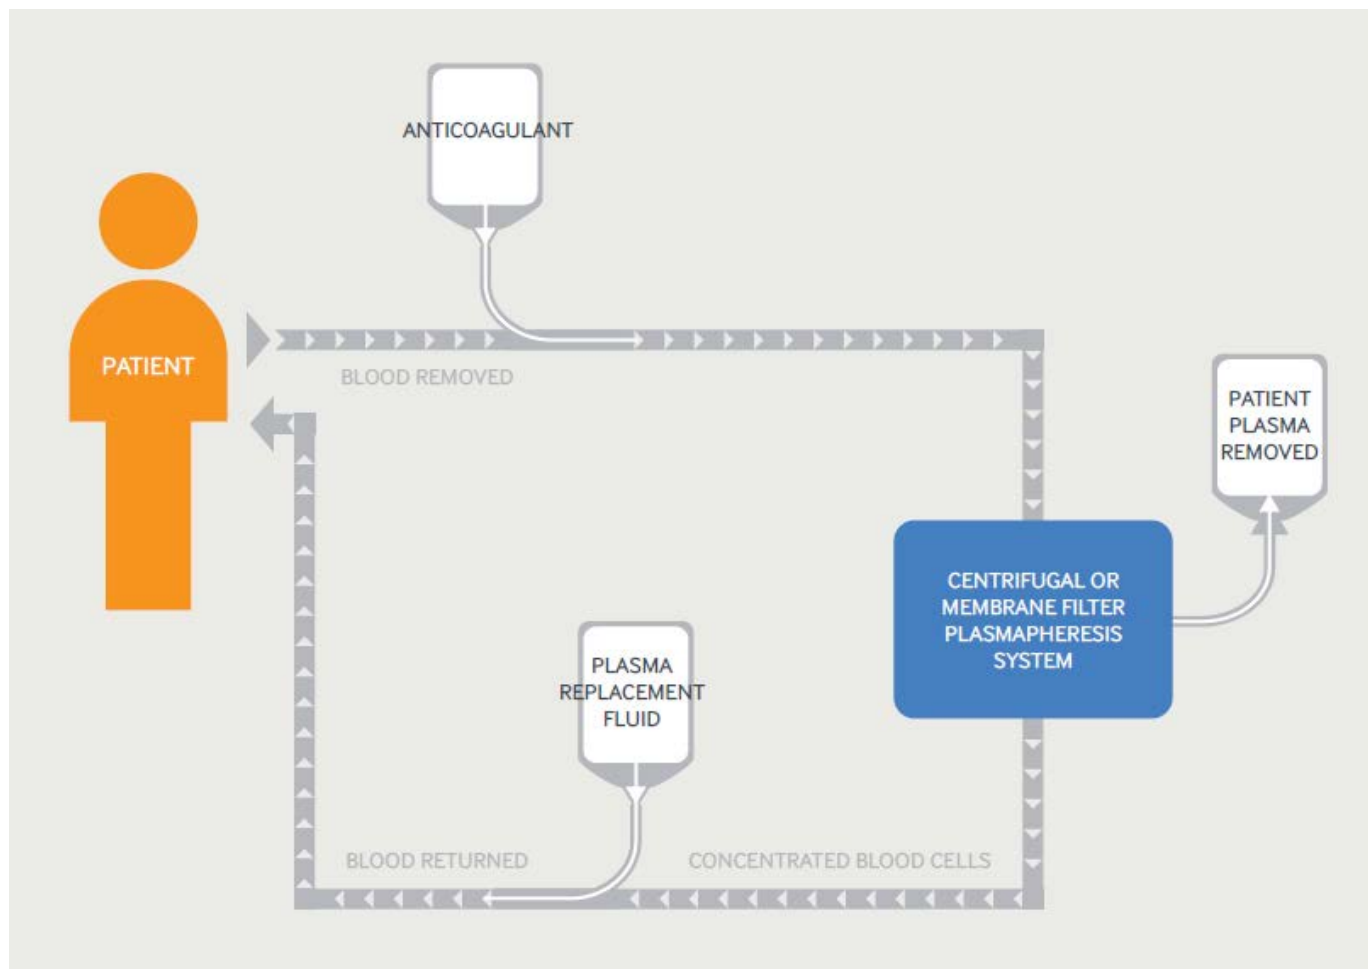 ANTICOAGULANT
PATIENT
BLOOD REMOVED
PATIENT
PLASMA
REMOVED
CENTRIFUGAL OR
MEMBRANE FILTER
PLASMAPHERESIS
SYSTEM
PLASMA
REPLACEMENT
FLUID
BLOOD RETURNED
CONCENTRATED BLOOD CELLS